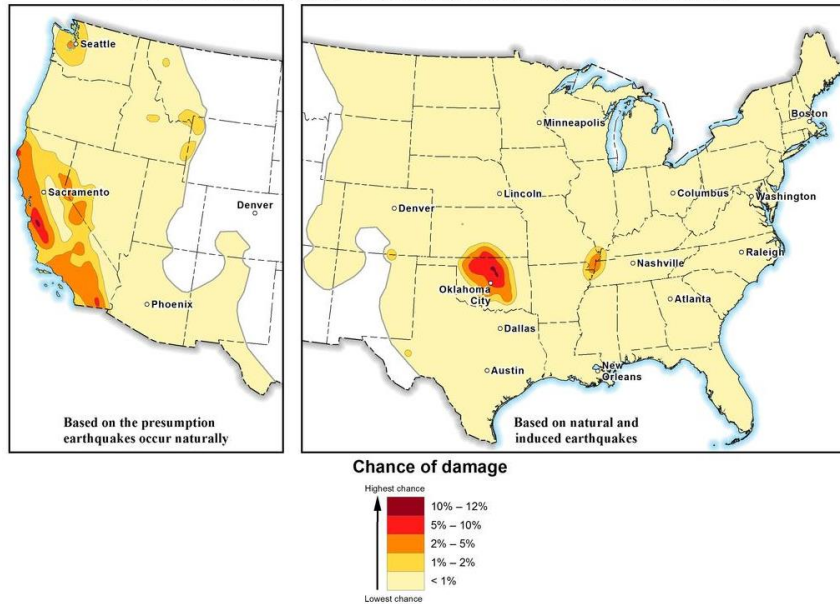 Seattle
Sacramento
Denver
Phoenix
Based on the presumption
earthquakes occur naturally
Minneapolis
Boston
Lincoln
Columbus
Washington
Denver
Nashville
Raleigh
Oklahoma
City
Atlanta
Dallas
Austin
New
Orleans
Based on natural and
induced earthquakes
Chance of damage
Highest chance
10% – 12%
5% – 10%
2% – 5%
1% – 2%
< 1%
Lowest chance